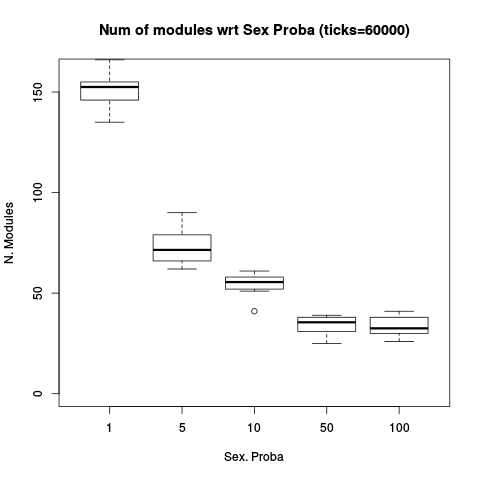 Num of modules wrt Sex Proba (ticks=60000)
N. Modules
150
100
50
0
1 5 10 50 100
Sex. Proba